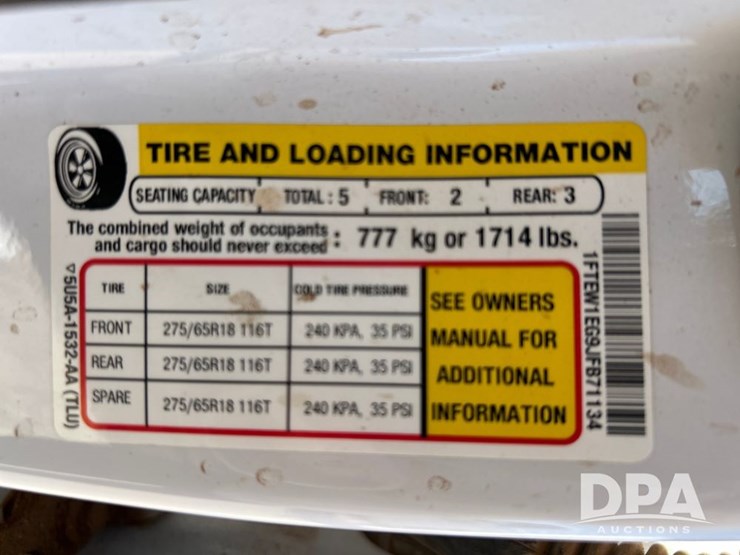 TIRE AND LOADING INFORMATION
SEATING CAPACITY TOTAL: 5 FRONT: 2 REAR: 3
The combined weight of occupants and cargo should never exceed : 777 kg or 1714 lbs.
TIRE SIZE COLD TIRE PRESSURE
FRONT 275/65R18 116T 240 KPA, 35 PSI
REAR 275/65R18 116T 240 KPA, 35 PSI
SPARE 275/65R18 116T 240 KPA, 35 PSI
SEE OWNERS
MANUAL FOR
ADDITIONAL
INFORMATION
▽5U5A-1532-AA (TLU)
1FTEW1EG9JFB71134
DPA
AUCTIONS